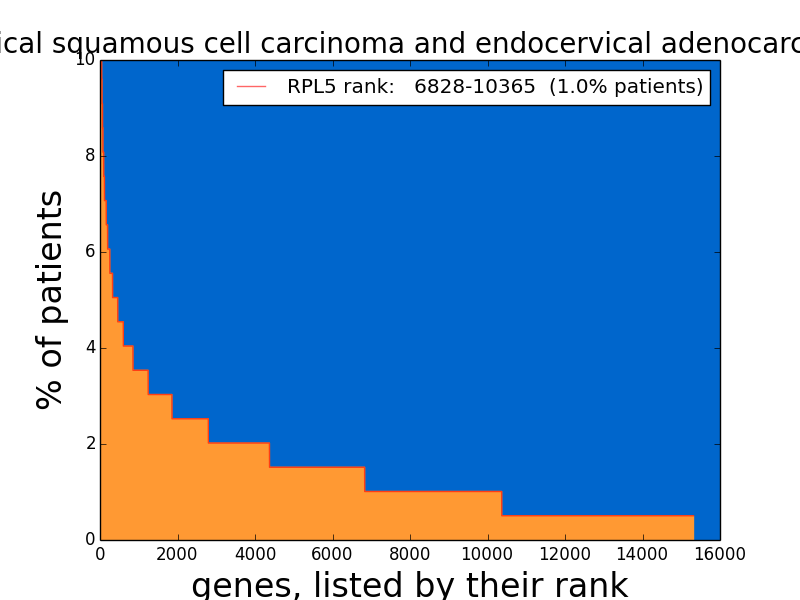 ical squamous cell carcinoma and endocervical adenocarc
RPL5 rank: 6828-10365 (1.0% patients)
10
8
6
4
2
0
% of patients
0 2000 4000 6000 8000 10000 12000 14000 16000
genes, listed by their rank